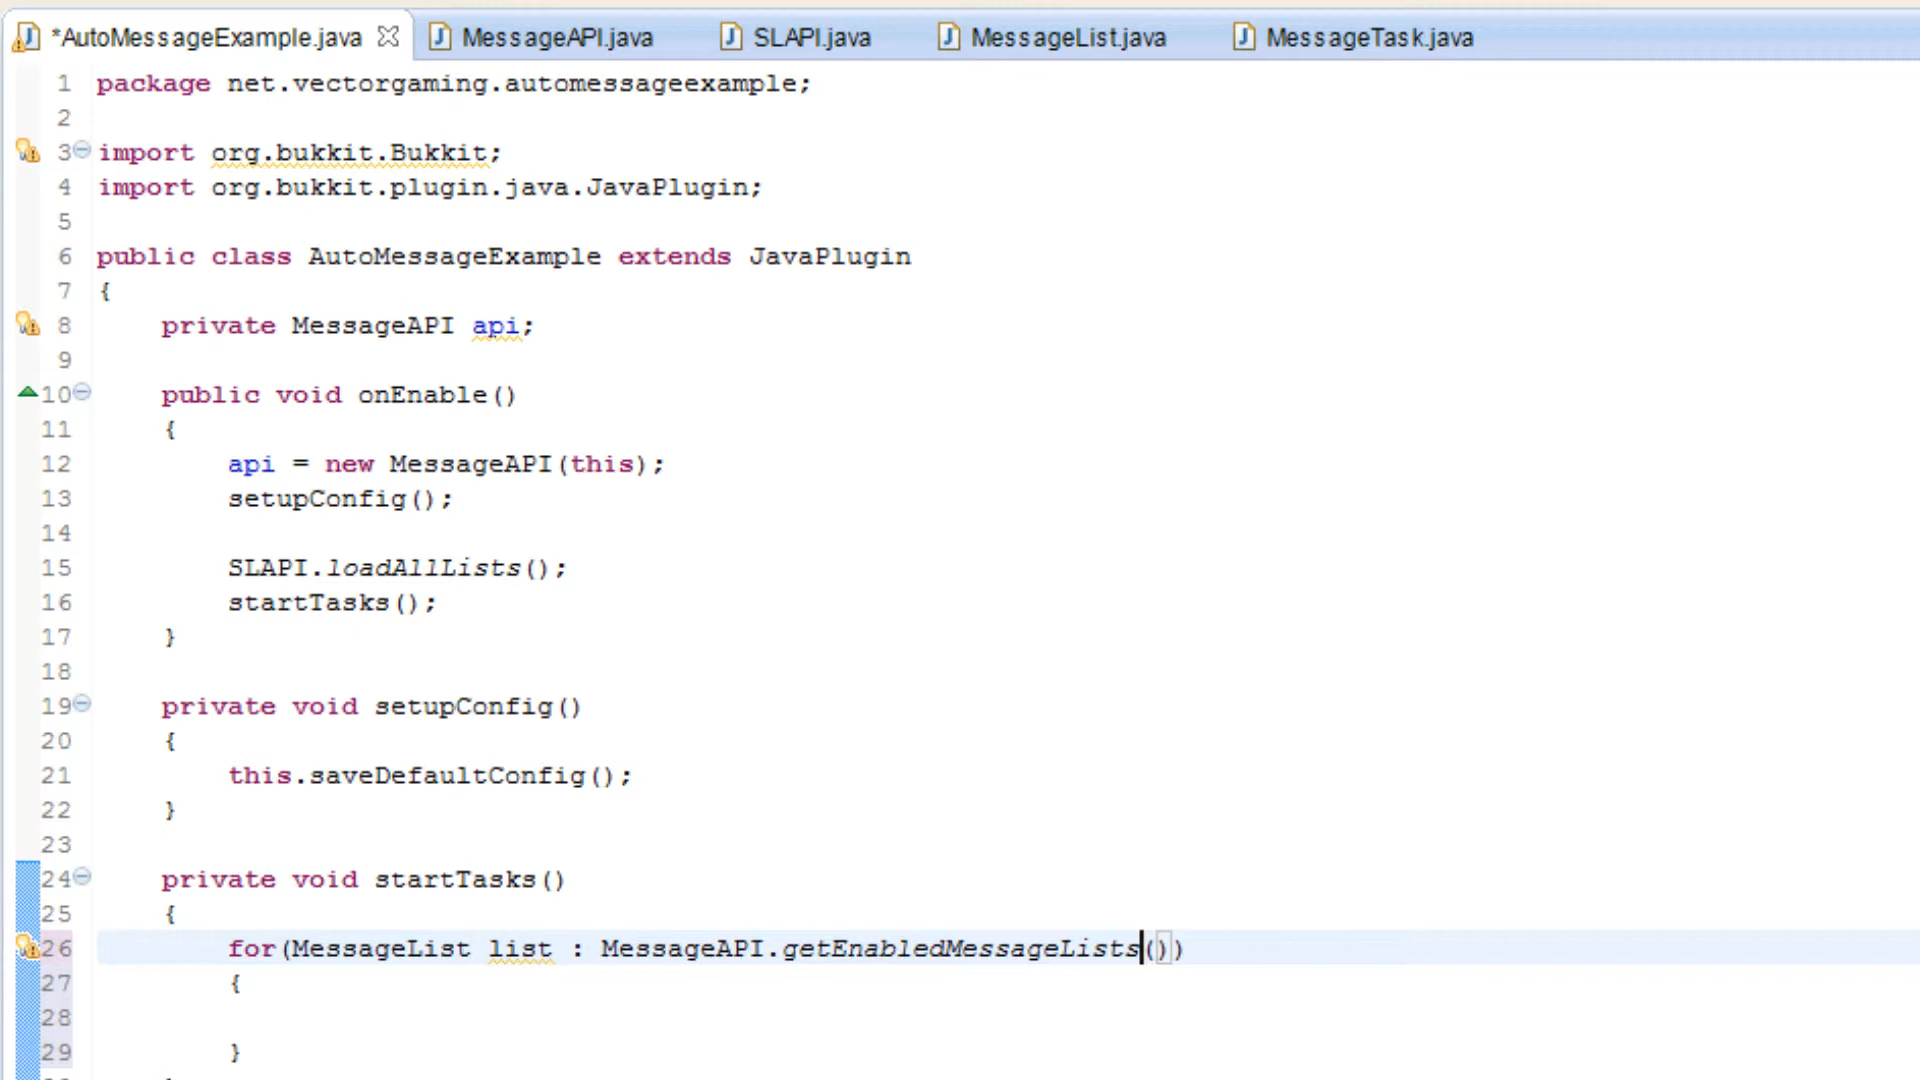 *AutoMessageExample.java MessageAPI.java SLAPI.java MessageList.java MessageTask.java
1 package net.vectorgaming.automessageexample;
2
3 import org.bukkit.Bukkit;
4 import org.bukkit.plugin.java.JavaPlugin;
5
6 public class AutoMessageExample extends JavaPlugin
7 {
8 private MessageAPI api;
9
10 public void onEnable()
11 {
12 api = new MessageAPI(this);
13 setupConfig();
14
15 SLAPI.loadAllLists();
16 startTasks();
17 }
18
19 private void setupConfig()
20 {
21 this.saveDefaultConfig();
22 }
23
24 private void startTasks()
25 {
26 for(MessageList list : MessageAPI.getEnabledMessageLists())
27 {
28
29 }